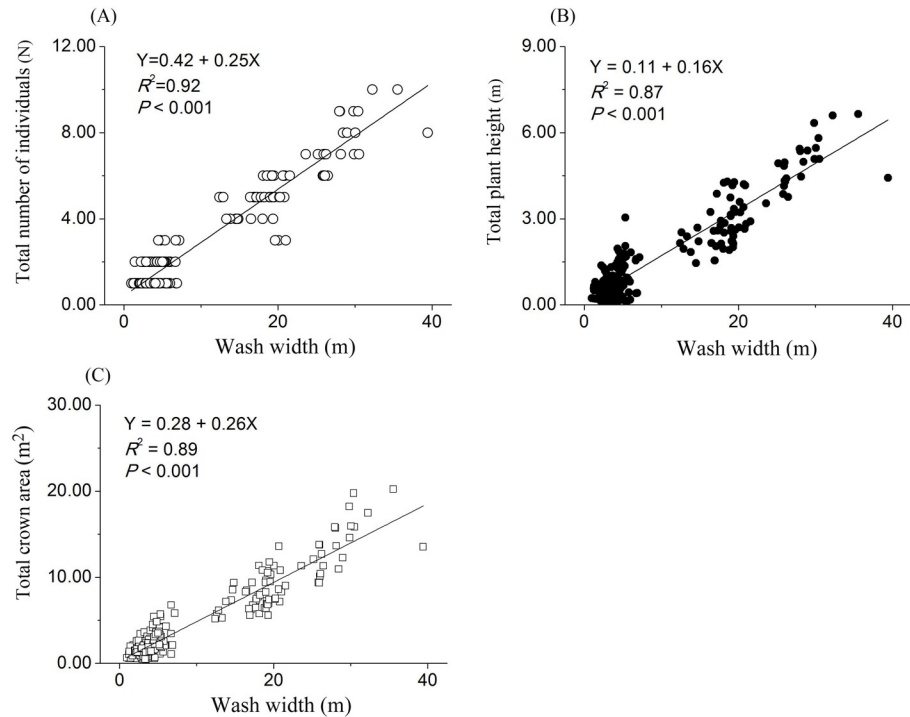 (A)
12.00
8.00
4.00
0.00
Total number of individuals (N)
Y=0.42 + 0.25X
R²=0.92
P < 0.001
0
20
40
Wash width (m)
(B)
9.00
6.00
3.00
0.00
Total plant height (m)
Y = 0.11 + 0.16X
R² = 0.87
P < 0.001
0
20
40
Wash width (m)
(C)
30.00
20.00
10.00
0.00
Total crown area (m²)
Y = 0.28 + 0.26X
R² = 0.89
P < 0.001
0
20
40
Wash width (m)